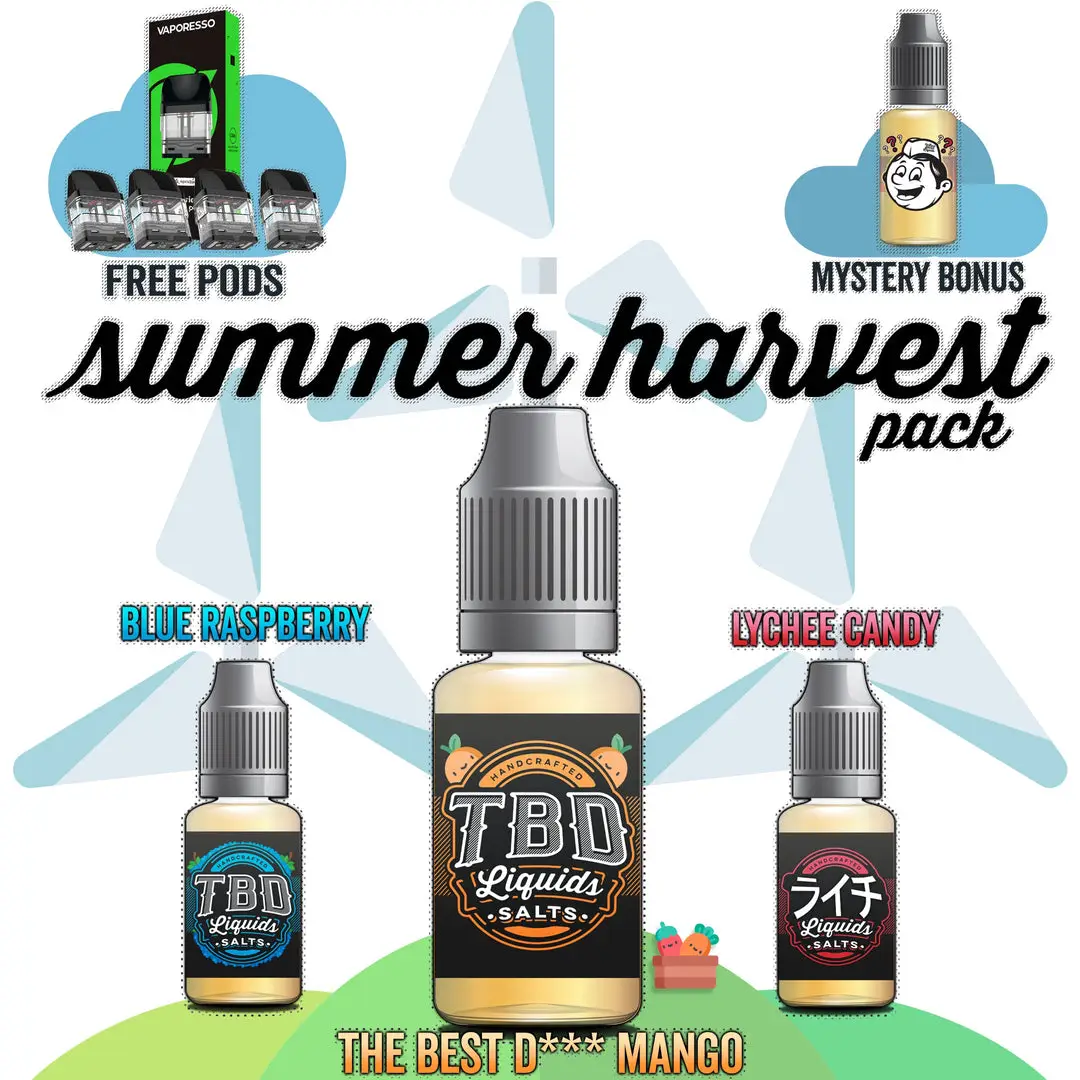 VAPORESSO
FREE PODS
MYSTERY BONUS
summer harvest
pack
BLUE RASPBERRY
LYCHEE CANDY
HANDCRAFTED
TBD
Liquids
SALTS
HANDCRAFTED
TBD
Liquids
•SALTS•
HANDCRAFTED
ライチ
Liquids
•SALTS•
THE BEST D*** MANGO